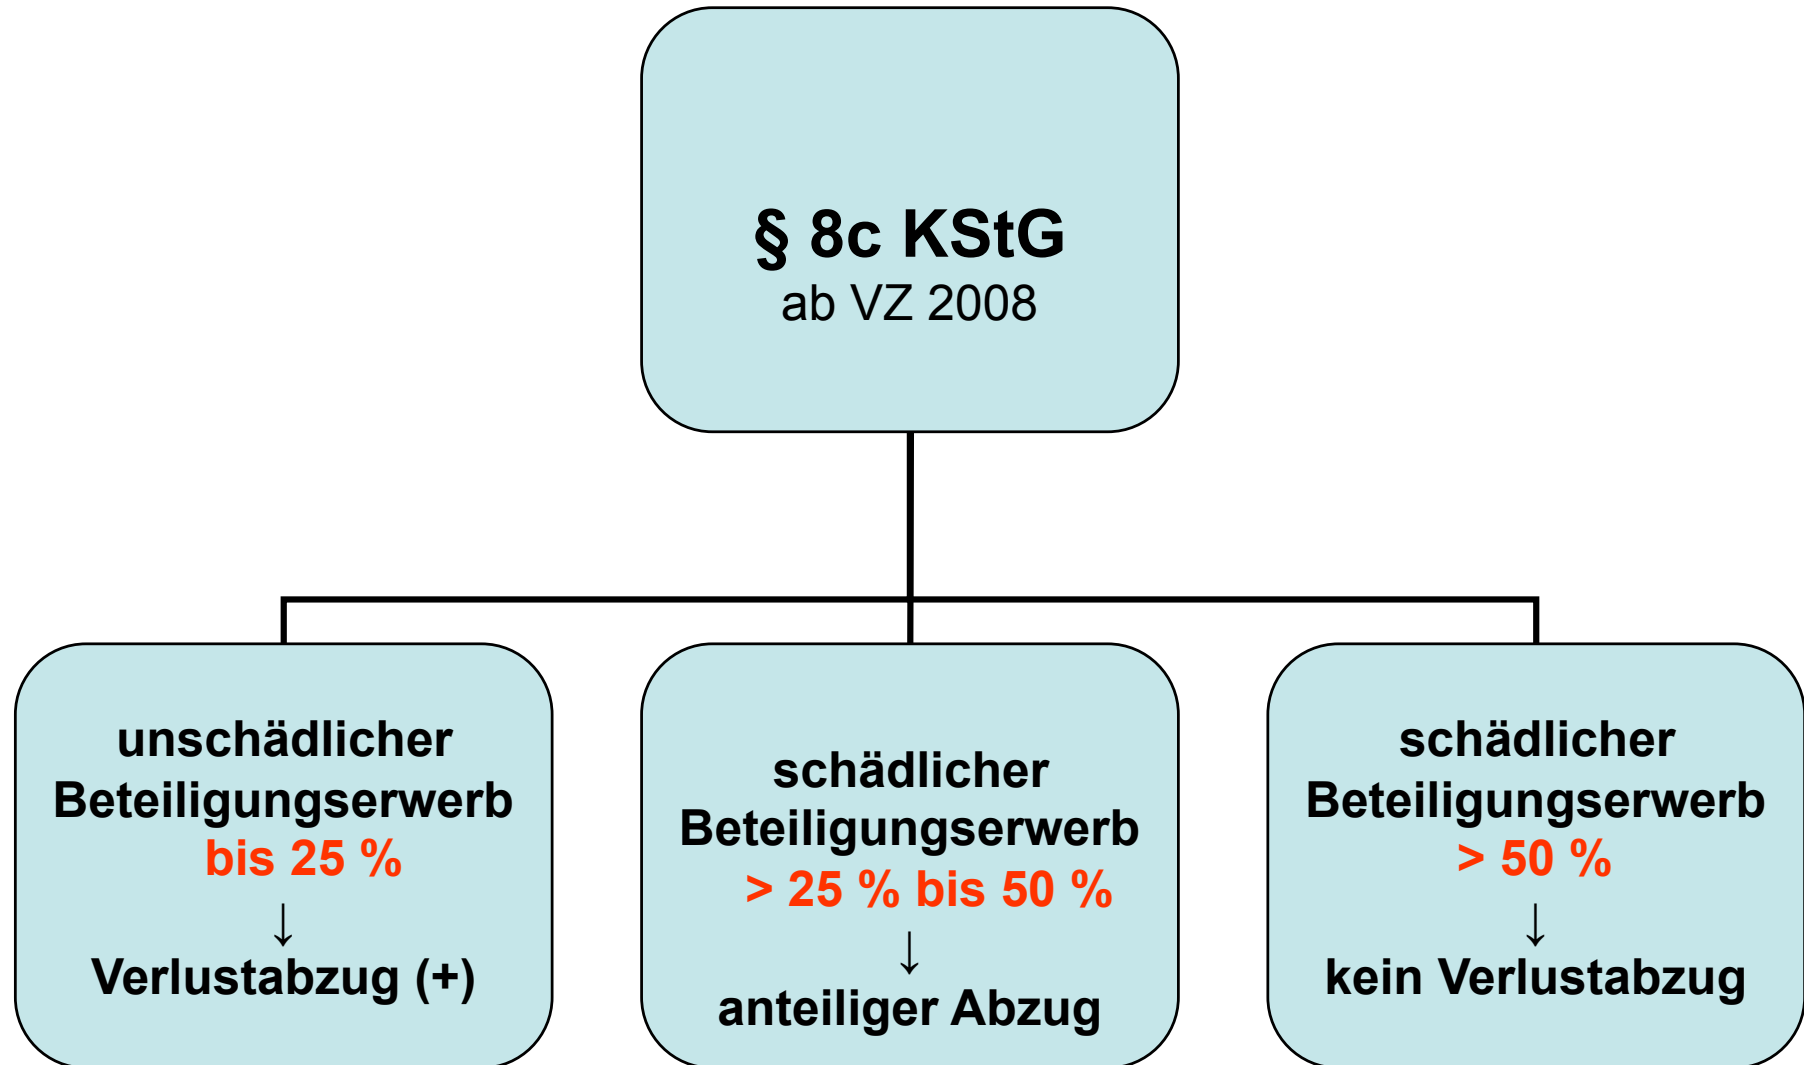 § 8c KStG
ab VZ 2008
unschädlicher
Beteiligungserwerb
bis 25 %
↓
Verlustabzug (+)
schädlicher
Beteiligungserwerb
> 25 % bis 50 %
↓
anteiliger Abzug
schädlicher
Beteiligungserwerb
> 50 %
↓
kein Verlustabzug